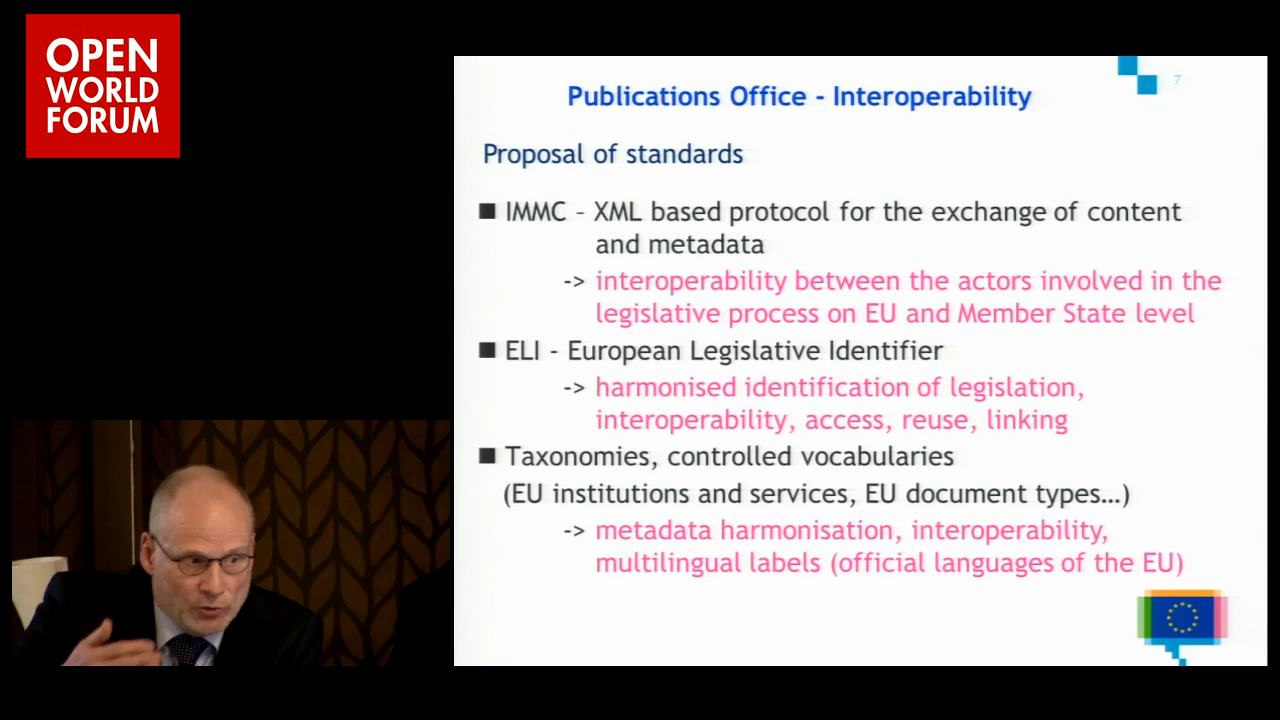 OPEN
WORLD
FORUM
7
Publications Office - Interoperability
Proposal of standards
■ IMMC – XML based protocol for the exchange of content
and metadata
-> interoperability between the actors involved in the
legislative process on EU and Member State level
■ ELI - European Legislative Identifier
-> harmonised identification of legislation,
interoperability, access, reuse, linking
■ Taxonomies, controlled vocabularies
(EU institutions and services, EU document types…)
-> metadata harmonisation, interoperability,
multilingual labels (official languages of the EU)